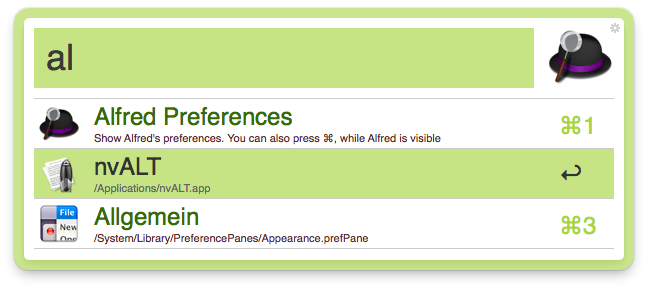 al
Alfred Preferences
Show Alfred's preferences. You can also press ⌘, while Alfred is visible
⌘1
nvALT
/Applications/nvALT.app
↩
File
New
Ope
Allgemein
/System/Library/PreferencePanes/Appearance.prefPane
⌘3